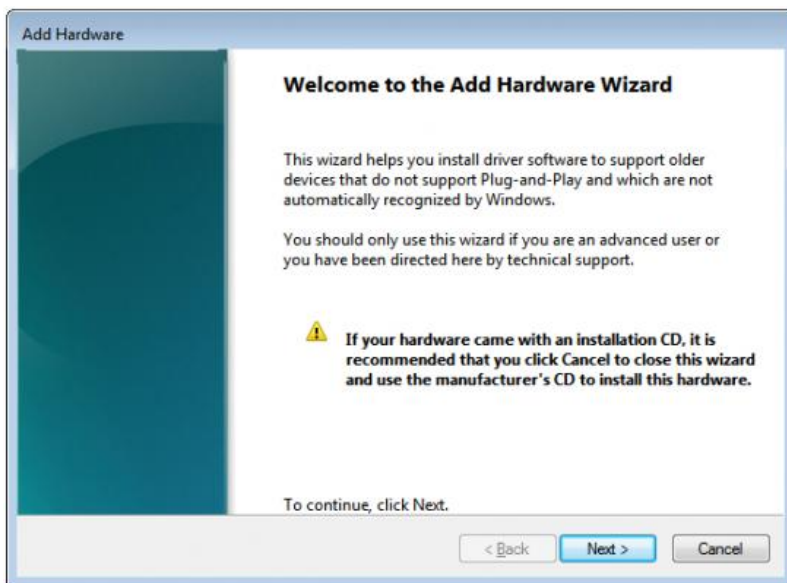 Add Hardware
Welcome to the Add Hardware Wizard
This wizard helps you install driver software to support older
devices that do not support Plug-and-Play and which are not
automatically recognized by Windows.
You should only use this wizard if you are an advanced user or
you have been directed here by technical support.
If your hardware came with an installation CD, it is
recommended that you click Cancel to close this wizard
and use the manufacturer's CD to install this hardware.
To continue, click Next.
< Back Next > Cancel